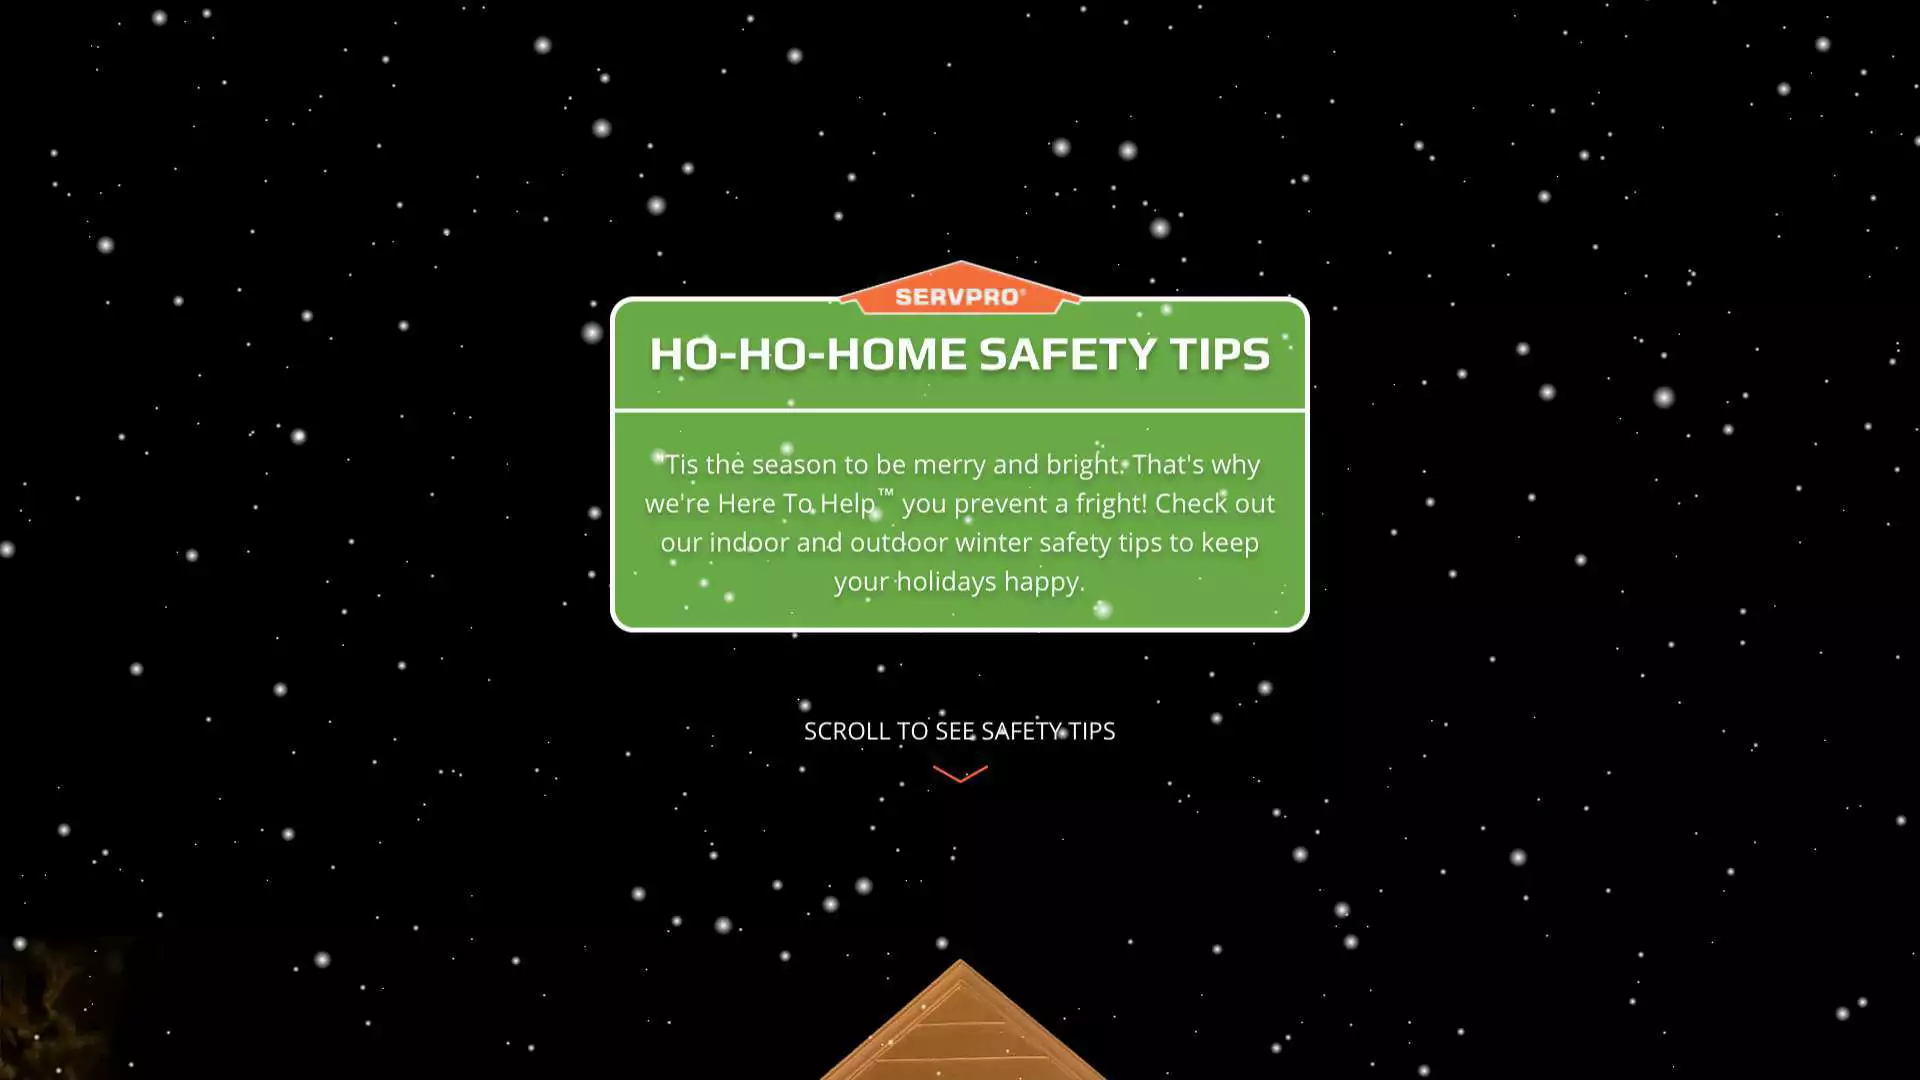 SERVPRO®
HO-HO-HOME SAFETY TIPS
'Tis the season to be merry and bright. That's why
we're Here To Help™ you prevent a fright! Check out
our indoor and outdoor winter safety tips to keep
your holidays happy.
SCROLL TO SEE SAFETY TIPS